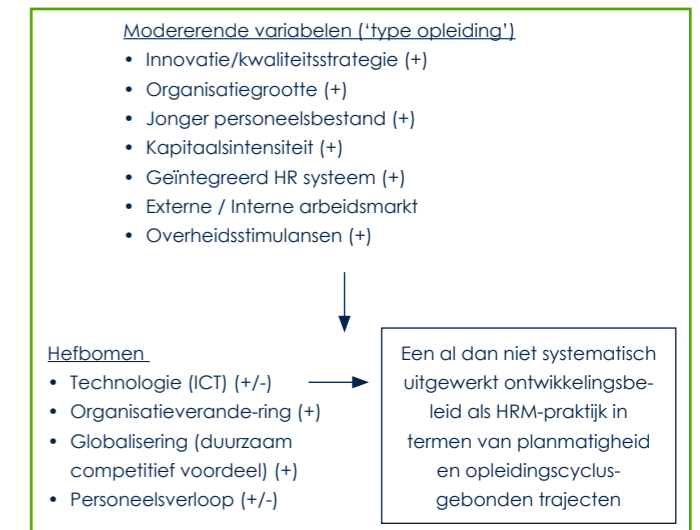 Modererende variabelen (‘type opleiding’)
• Innovatie/kwaliteitsstrategie (+)
• Organisatiegrootte (+)
• Jonger personeelsbestand (+)
• Kapitaalsintensiteit (+)
• Geïntegreerd HR systeem (+)
• Externe / Interne arbeidsmarkt
• Overheidsstimulansen (+)
Hefbomen
• Technologie (ICT) (+/-)
• Organisatieverande-ring (+)
• Globalisering (duurzaam
competitief voordeel) (+)
• Personeelsverloop (+/-)
Een al dan niet systematisch
uitgewerkt ontwikkelingsbe-
leid als HRM-praktijk in
termen van planmatigheid
en opleidingscyclus-
gebonden trajecten